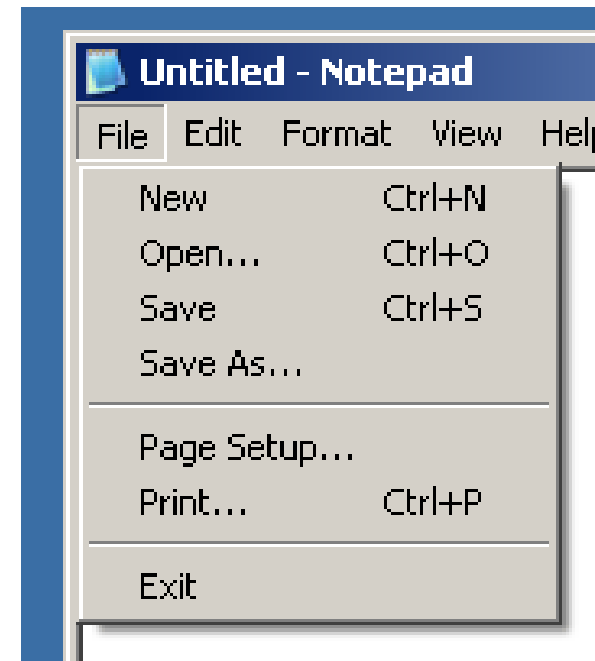 Untitled - Notepad
File Edit Format View Help
New Ctrl+N
Open... Ctrl+O
Save Ctrl+S
Save As...
Page Setup...
Print... Ctrl+P
Exit